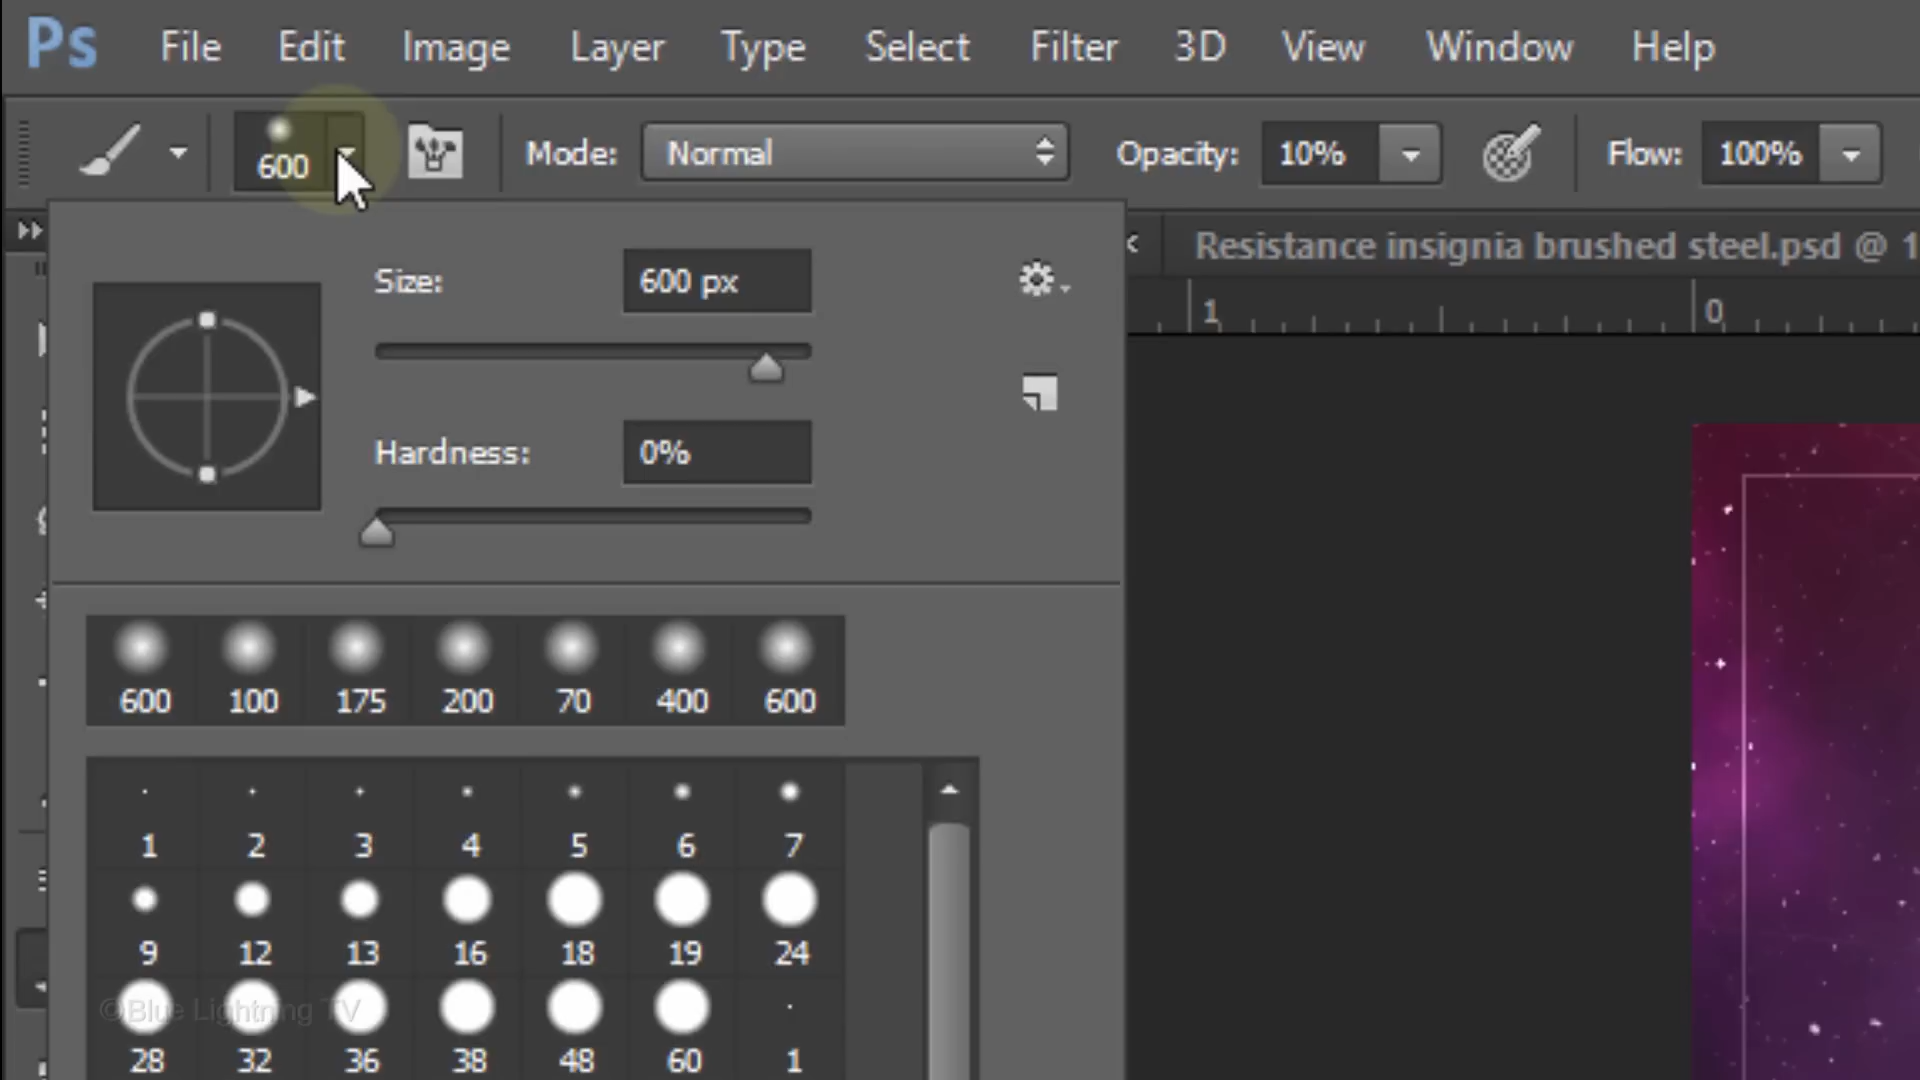 Ps File Edit Image Layer Type Select Filter 3D View Window Help
600 Mode: Normal Opacity: 10% Flow: 100%
Resistance insignia brushed steel.psd @ 1
Size: 600 px
1 0
Hardness: 0%
600 100 175 200 70 400 600
1 2 3 4 5 6 7
9 12 13 16 18 19 24
©Blue Lightning TV
28 32 36 38 48 60 1